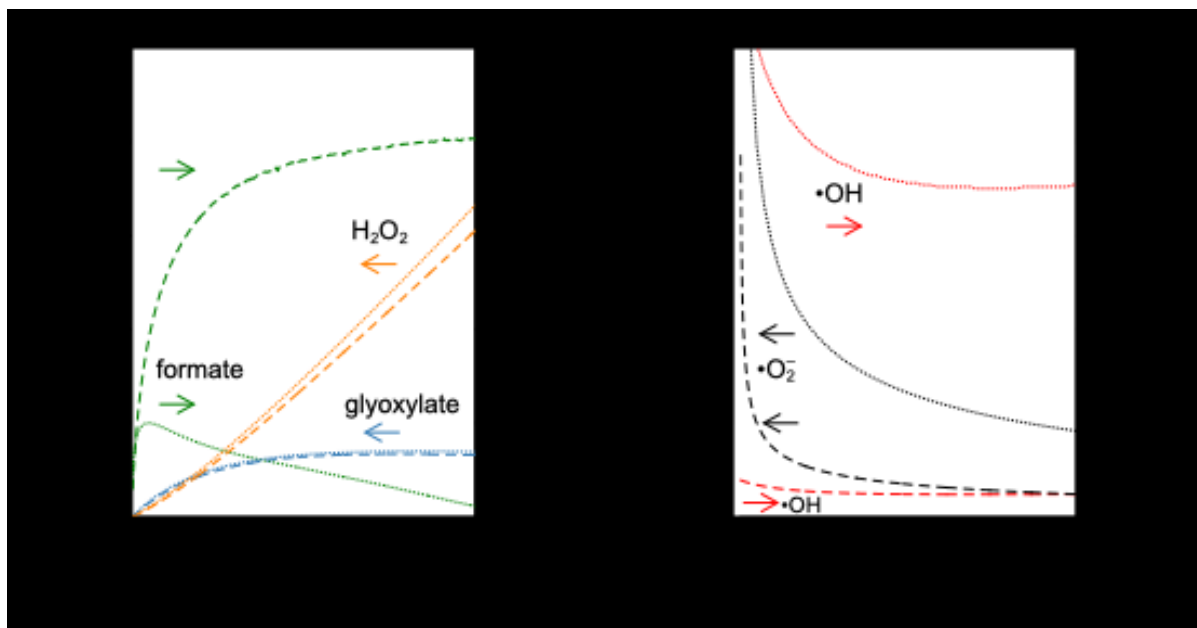 H₂O₂
formate
glyoxylate
•OH
•O₂⁻
•OH